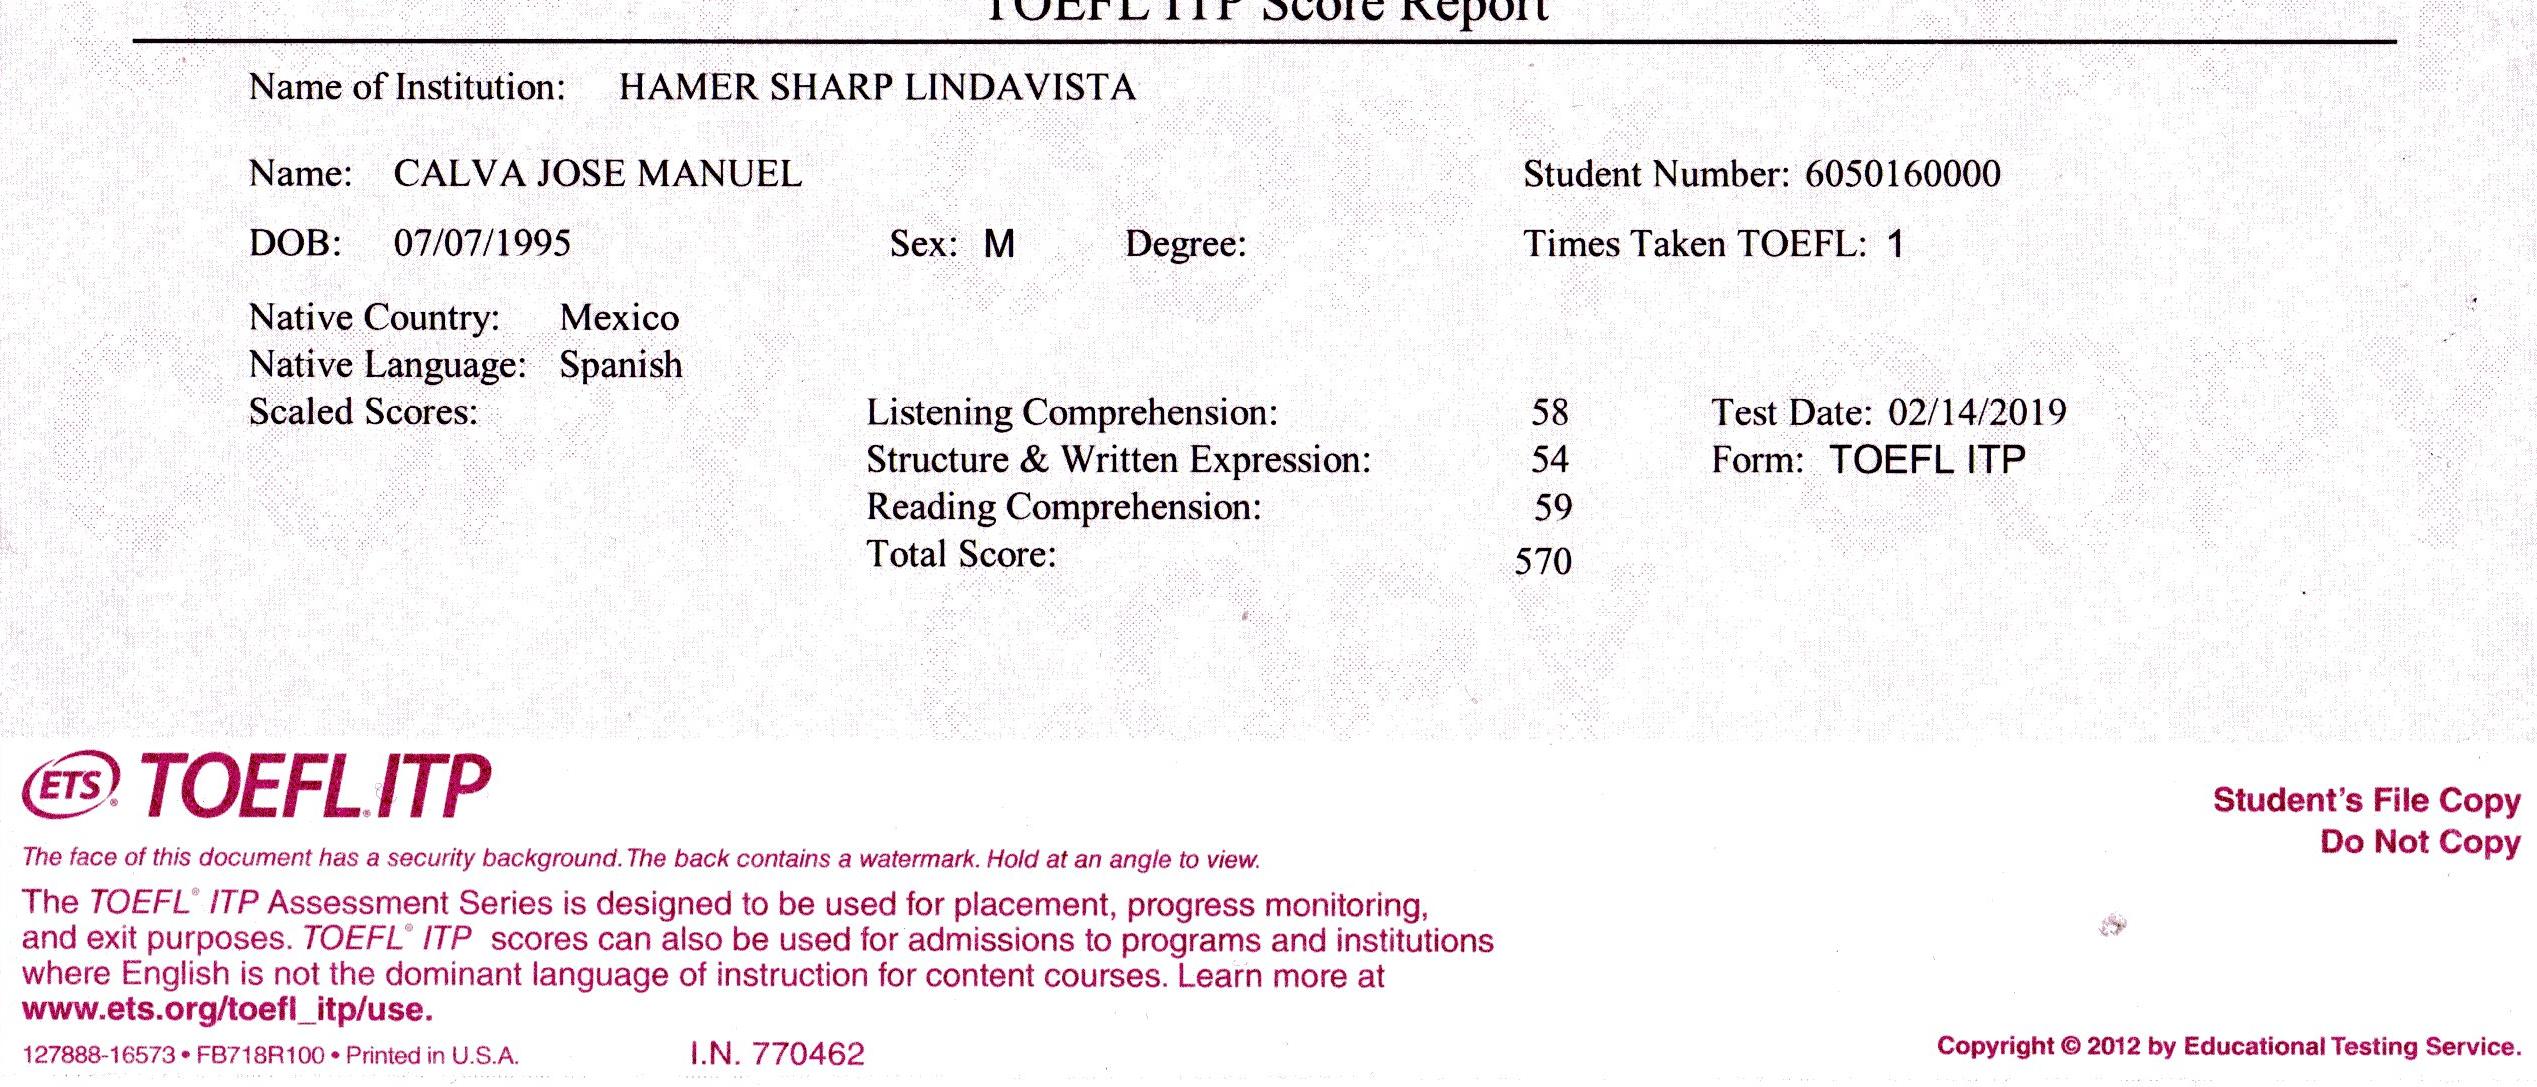 TOEFL ITP Score Report
Name of Institution: HAMER SHARP LINDAVISTA
Name: CALVA JOSE MANUEL Student Number: 6050160000
DOB: 07/07/1995 Sex: M Degree: Times Taken TOEFL: 1
Native Country: Mexico
Native Language: Spanish
Scaled Scores: Listening Comprehension: 58 Test Date: 02/14/2019
Structure & Written Expression: 54 Form: TOEFL ITP
Reading Comprehension: 59
Total Score: 570
ETS® TOEFL® ITP
Student's File Copy
Do Not Copy
The face of this document has a security background. The back contains a watermark. Hold at an angle to view.
The TOEFL® ITP Assessment Series is designed to be used for placement, progress monitoring,
and exit purposes. TOEFL® ITP scores can also be used for admissions to programs and institutions
where English is not the dominant language of instruction for content courses. Learn more at
www.ets.org/toefl_itp/use.
127888-16573 • FB718R100 • Printed in U.S.A. I.N. 770462 Copyright © 2012 by Educational Testing Service.